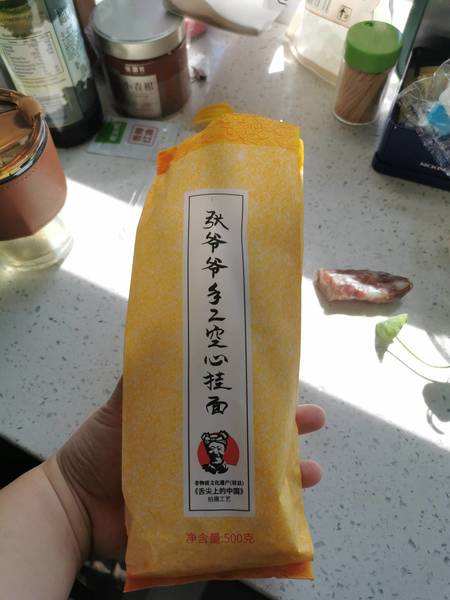 张爷爷手工空心挂面
非物质文化遗产(项目)
《舌尖上的中国》
拍摄工艺
净含量:500克